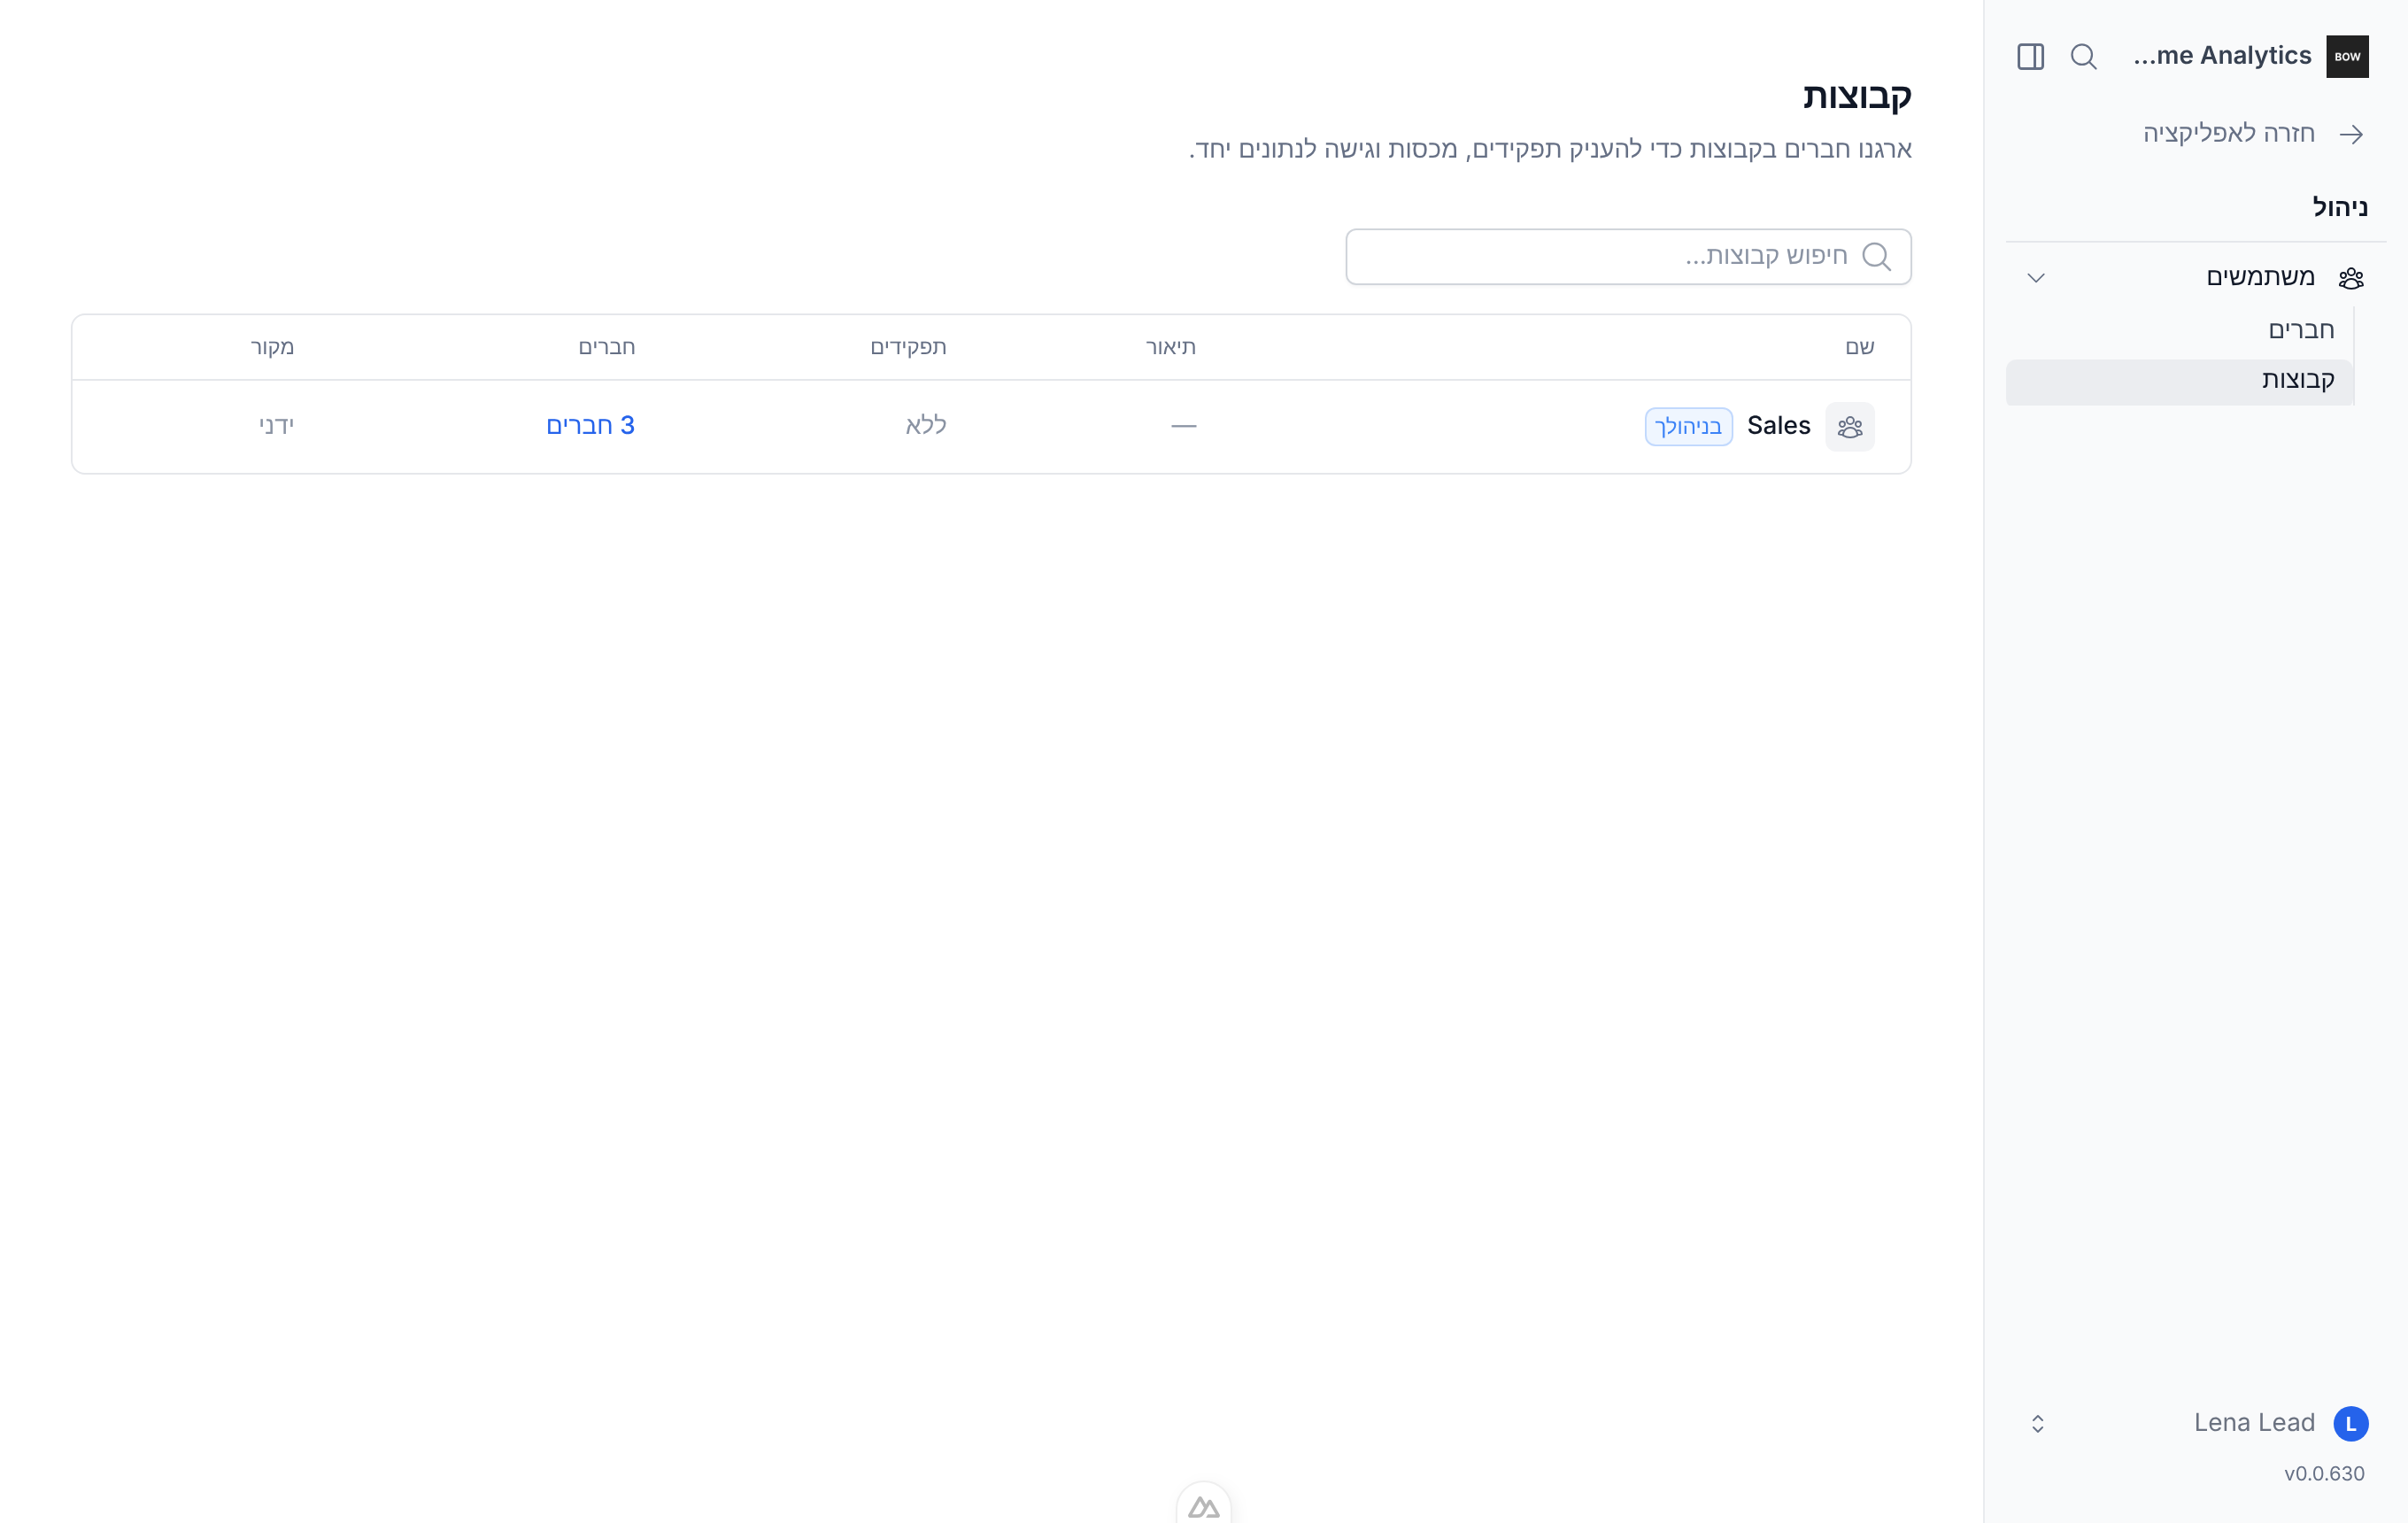 BOW
...me Analytics
חזרה לאפליקציה
ניהול
משתמשים
חברים
קבוצות
Lena Lead
L
v0.0.630
קבוצות
ארגנו חברים בקבוצות כדי להעניק תפקידים, מכסות וגישה לנתונים יחד.
חיפוש קבוצות...
שם תיאור תפקידים חברים מקור
Sales בניהולך — ללא 3 חברים ידני